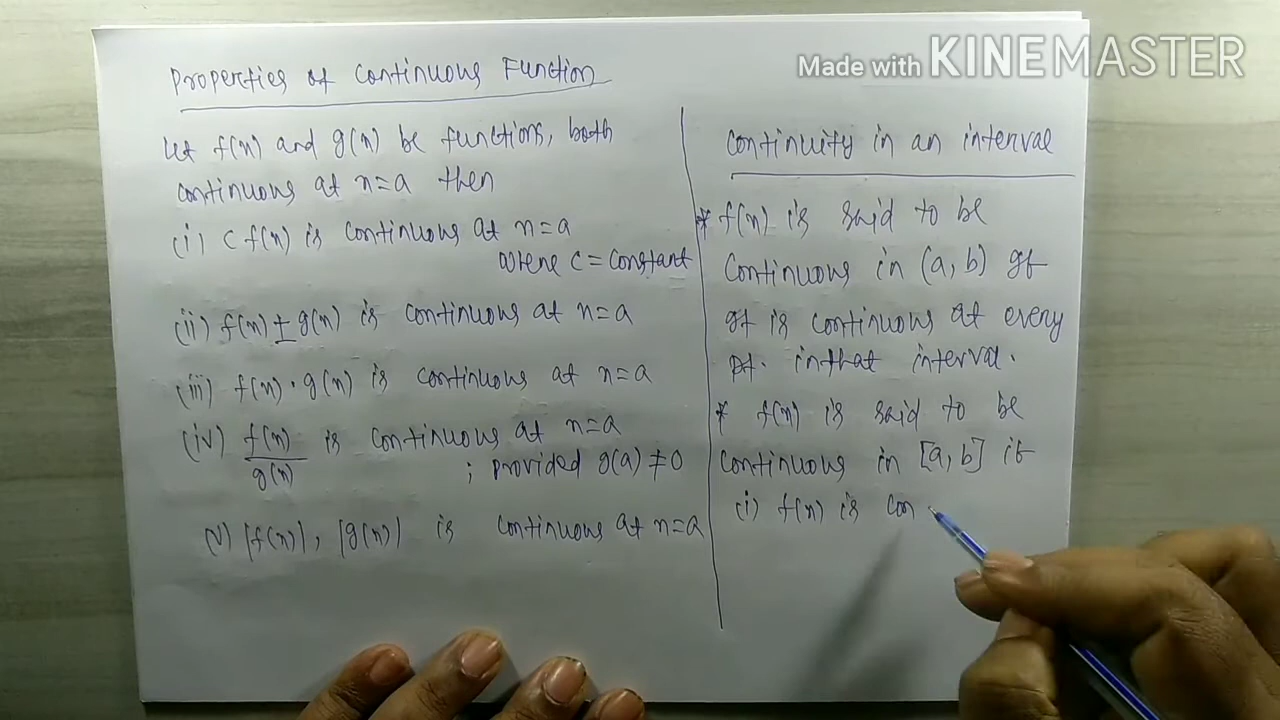 Made with KINEMASTER
Properties of Continuous Function
Let f(x) and g(x) be functions, both
continuous at x=a then
(i) c f(x) is continuous at x=a
where c = constant
(ii) f(x) ± g(x) is continuous at x=a
(iii) f(x) · g(x) is continuous at x=a
(iv) f(x)/g(x) is continuous at x=a
; provided g(a) ≠ 0
(v) |f(x)|, |g(x)| is continuous at x=a
Continuity in an interval
* f(x) is said to be
continuous in (a, b) If
It is continuous at every
pt. in that interval.
* f(x) is said to be
continuous in [a, b] if
(i) f(x) is con